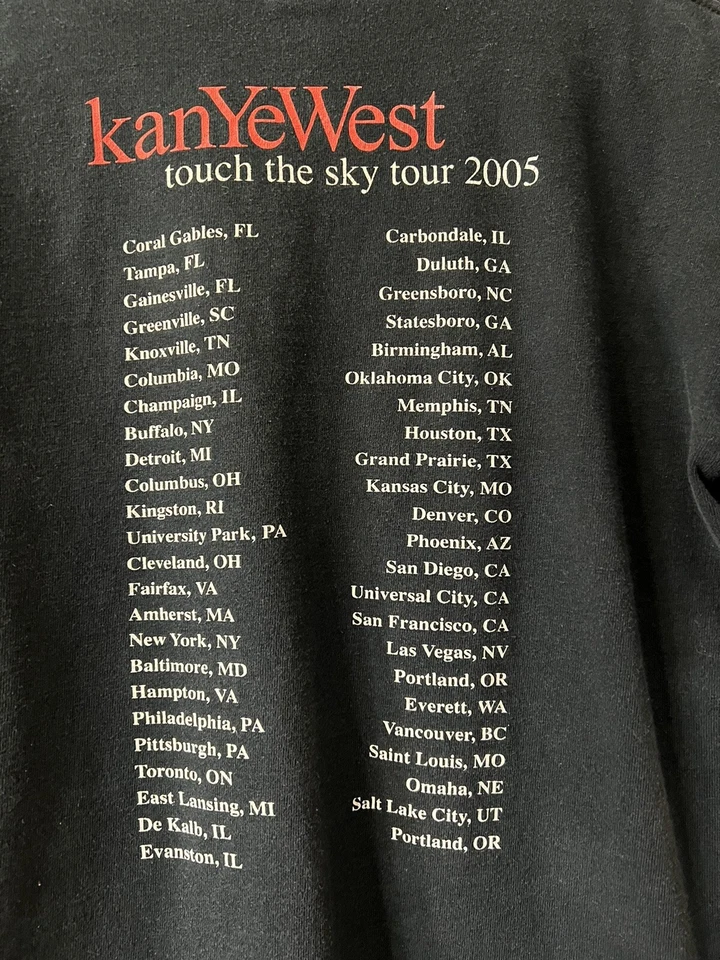 kanYeWest
touch the sky tour 2005
Coral Gables, FL
Tampa, FL
Gainesville, FL
Greenville, SC
Knoxville, TN
Columbia, MO
Champaign, IL
Buffalo, NY
Detroit, MI
Columbus, OH
Kingston, RI
University Park, PA
Cleveland, OH
Fairfax, VA
Amherst, MA
New York, NY
Baltimore, MD
Hampton, VA
Philadelphia, PA
Pittsburgh, PA
Toronto, ON
East Lansing, MI
De Kalb, IL
Evanston, IL
Carbondale, IL
Duluth, GA
Greensboro, NC
Statesboro, GA
Birmingham, AL
Oklahoma City, OK
Memphis, TN
Houston, TX
Grand Prairie, TX
Kansas City, MO
Denver, CO
Phoenix, AZ
San Diego, CA
Universal City, CA
San Francisco, CA
Las Vegas, NV
Portland, OR
Everett, WA
Vancouver, BC
Saint Louis, MO
Omaha, NE
Salt Lake City, UT
Portland, OR